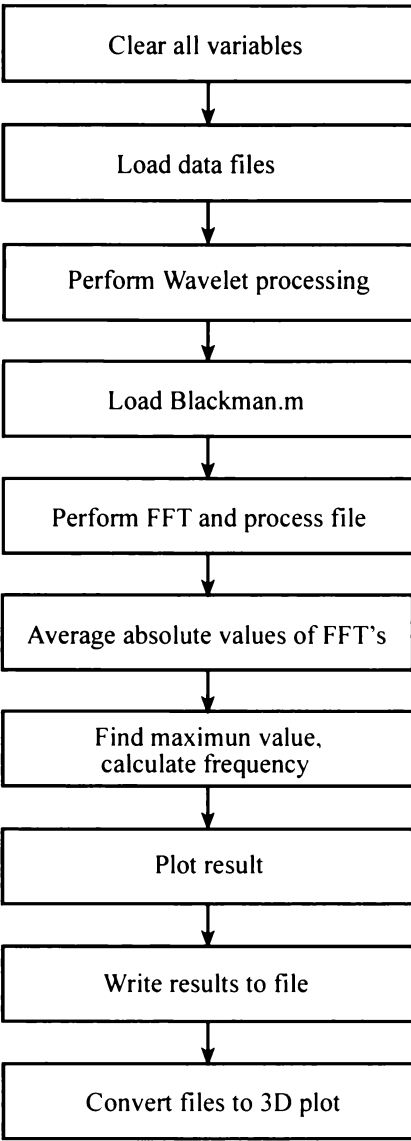 Clear all variables
Load data files
Perform Wavelet processing
Load Blackman.m
Perform FFT and process file
Average absolute values of FFT's
Find maximun value,
calculate frequency
Plot result
Write results to file
Convert files to 3D plot